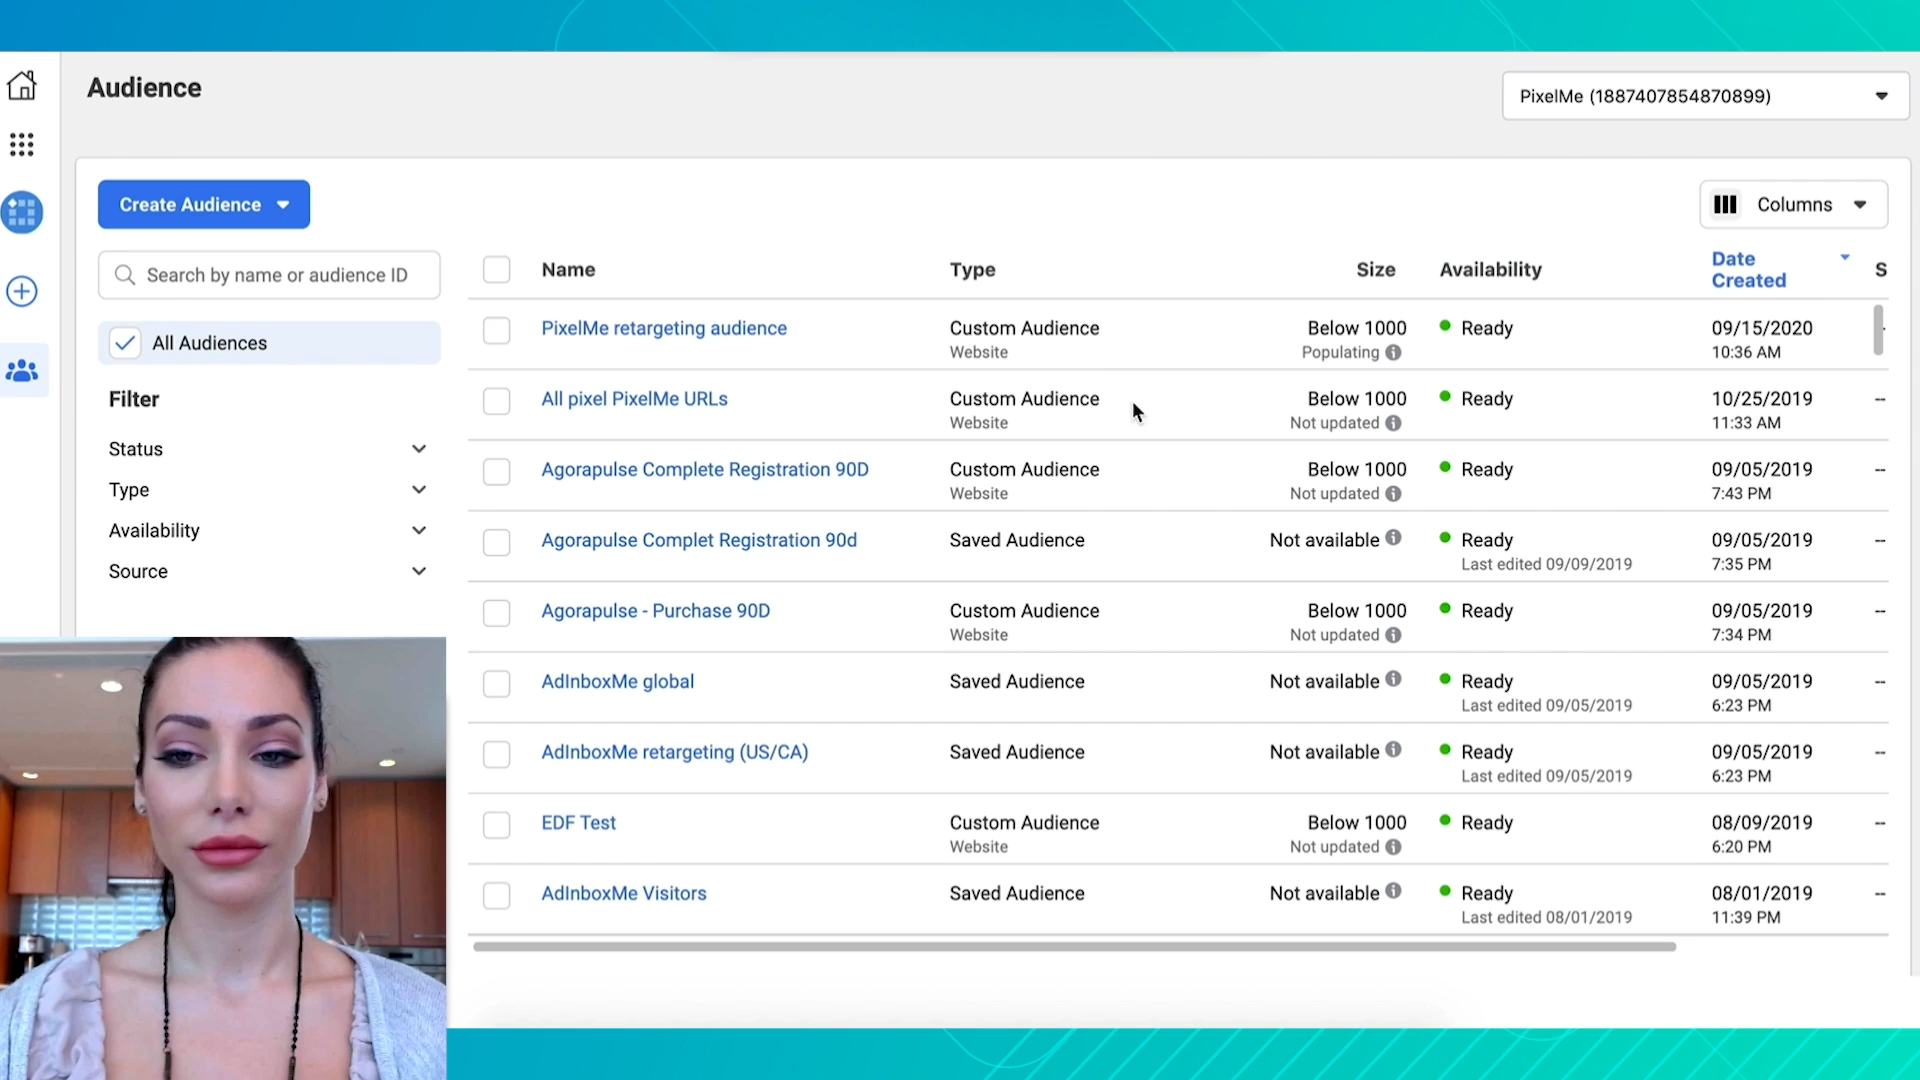 Audience
PixelMe (1887407854870899)
Create Audience
Columns
Search by name or audience ID
All Audiences
Filter
Status
Type
Availability
Source
Name Type Size Availability Date Created S
PixelMe retargeting audience Custom Audience Below 1000 Ready 09/15/2020
Website Populating 10:36 AM
All pixel PixelMe URLs Custom Audience Below 1000 Ready 10/25/2019 --
Website Not updated 11:33 AM
Agorapulse Complete Registration 90D Custom Audience Below 1000 Ready 09/05/2019 --
Website Not updated 7:43 PM
Agorapulse Complet Registration 90d Saved Audience Not available Ready 09/05/2019 --
Last edited 09/09/2019 7:35 PM
Agorapulse - Purchase 90D Custom Audience Below 1000 Ready 09/05/2019 --
Website Not updated 7:34 PM
AdInboxMe global Saved Audience Not available Ready 09/05/2019 --
Last edited 09/05/2019 6:23 PM
AdInboxMe retargeting (US/CA) Saved Audience Not available Ready 09/05/2019 --
Last edited 09/05/2019 6:23 PM
EDF Test Custom Audience Below 1000 Ready 08/09/2019 --
Website Not updated 6:20 PM
AdInboxMe Visitors Saved Audience Not available Ready 08/01/2019 --
Last edited 08/01/2019 11:39 PM